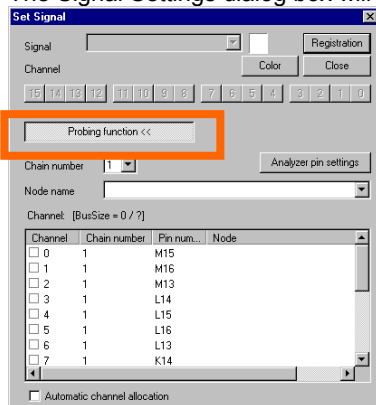 The Signal Settings dialog box will
Set Signal
Signal
Registration
Channel
Color
Close
15 14 13 12 11 10 9 8 7 6 5 4 3 2 1 0
Probing function <<
Chain number 1
Analyzer pin settings
Node name
Channel: [BusSize = 0 / ?]
Channel Chain number Pin num... Node
0 1 M15
1 1 M16
2 1 M13
3 1 L14
4 1 L15
5 1 L16
6 1 L13
7 1 K14
Automatic channel allocation